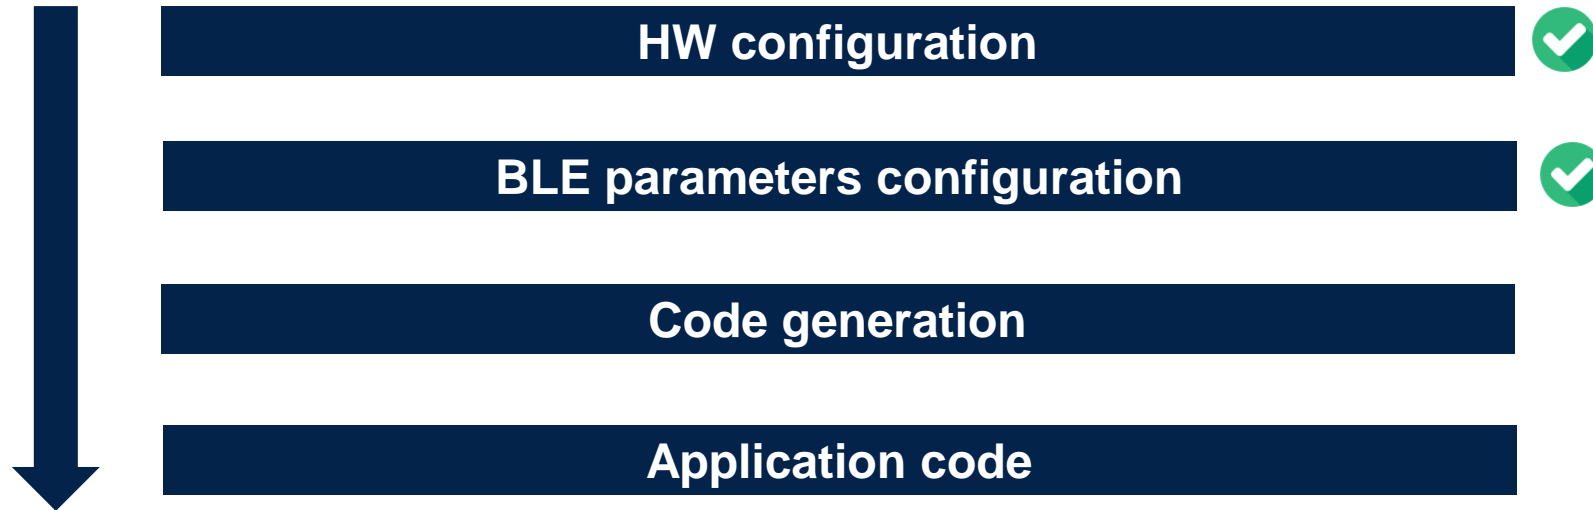 HW configuration
BLE parameters configuration
Code generation
Application code